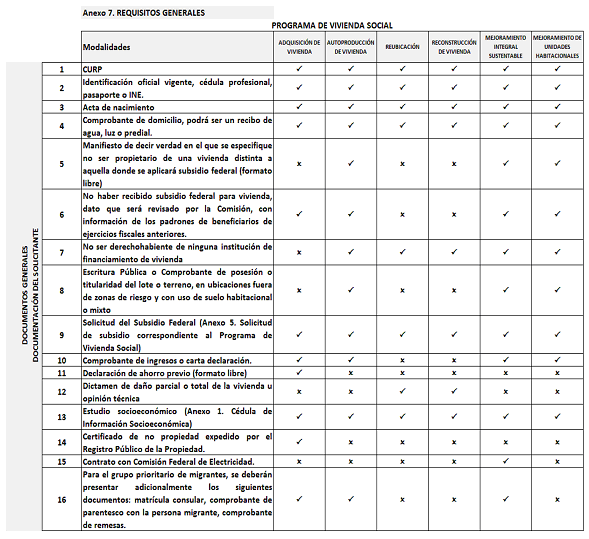 Anexo 7. REQUISITOS GENERALES
PROGRAMA DE VIVIENDA SOCIAL
Modalidades
ADQUISICIÓN DE
VIVIENDA
AUTOPRODUCCIÓN
DE VIVIENDA
REUBICACIÓN
RECONSTRUCCIÓN
DE VIVIENDA
MEJORAMIENTO
INTEGRAL
SUSTENTABLE
MEJORAMIENTO DE
UNIDADES
HABITACIONALES
DOCUMENTOS GENERALES
DOCUMENTACIÓN DEL SOLICITANTE
1 CURP ✓ ✓ ✓ ✓ ✓ ✓
2 Identificación oficial vigente, cédula profesional,
pasaporte o INE. ✓ ✓ ✓ ✓ ✓ ✓
3 Acta de nacimiento ✓ ✓ ✓ ✓ ✓ ✓
4 Comprobante de domicilio, podrá ser un recibo de
agua, luz o predial. ✓ ✓ ✓ ✓ ✓ ✓
5 Manifiesto de decir verdad en el que se especifique
no ser propietario de una vivienda distinta a
aquella donde se aplicará subsidio federal (formato
libre) x ✓ x x ✓ ✓
6 No haber recibido subsidio federal para vivienda,
dato que será revisado por la Comisión, con
información de los padrones de beneficiarios de
ejercicios fiscales anteriores. ✓ ✓ x x ✓ ✓
7 No ser derechohabiente de ninguna institución de
financiamiento de vivienda x ✓ ✓ ✓ ✓ ✓
8 Escritura Pública o Comprobante de posesión o
titularidad del lote o terreno, en ubicaciones fuera
de zonas de riesgo y con uso de suelo habitacional
o mixto x ✓ x x ✓ ✓
9 Solicitud del Subsidio Federal (Anexo 5. Solicitud
de subsidio correspondiente al Programa de
Vivienda Social) ✓ ✓ ✓ ✓ ✓ ✓
10 Comprobante de ingresos o carta declaración. ✓ ✓ x x ✓ ✓
11 Declaración de ahorro previo (formato libre) ✓ x x x x x
12 Dictamen de daño parcial o total de la vivienda u
opinión técnica x x ✓ ✓ x x
13 Estudio socioeconómico (Anexo 1. Cédula de
Información Socioeconómica) ✓ ✓ ✓ ✓ ✓ ✓
14 Certificado de no propiedad expedido por el
Registro Público de la Propiedad. ✓ x x x x x
15 Contrato con Comisión Federal de Electricidad. x x x x ✓ x
16 Para el grupo prioritario de migrantes, se deberán
presentar adicionalmente los siguientes
documentos: matrícula consular, comprobante de
parentesco con la persona migrante, comprobante
de remesas. ✓ ✓ x x ✓ x